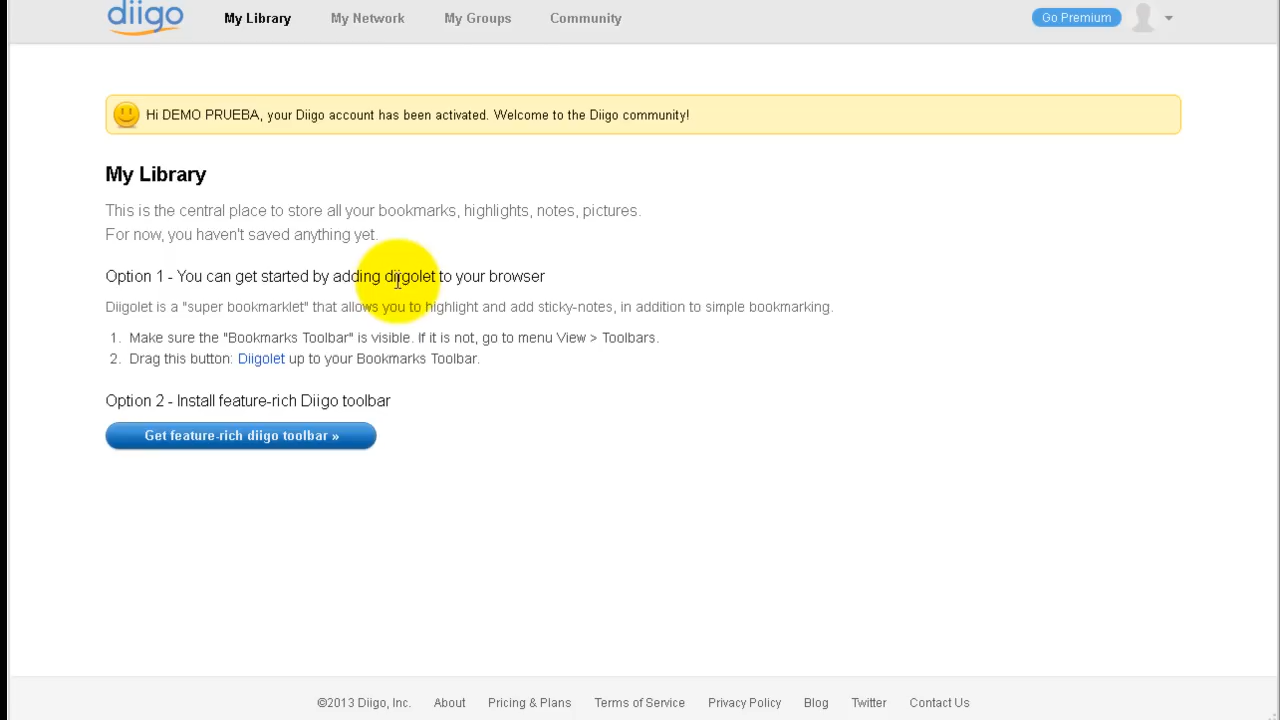 diigo My Library My Network My Groups Community Go Premium
Hi DEMO PRUEBA, your Diigo account has been activated. Welcome to the Diigo community!
My Library
This is the central place to store all your bookmarks, highlights, notes, pictures.
For now, you haven't saved anything yet.
Option 1 - You can get started by adding diigolet to your browser
Diigolet is a "super bookmarklet" that allows you to highlight and add sticky-notes, in addition to simple bookmarking.
1. Make sure the "Bookmarks Toolbar" is visible. If it is not, go to menu View > Toolbars.
2. Drag this button: Diigolet up to your Bookmarks Toolbar.
Option 2 - Install feature-rich Diigo toolbar
Get feature-rich diigo toolbar »
©2013 Diigo, Inc. About Pricing & Plans Terms of Service Privacy Policy Blog Twitter Contact Us